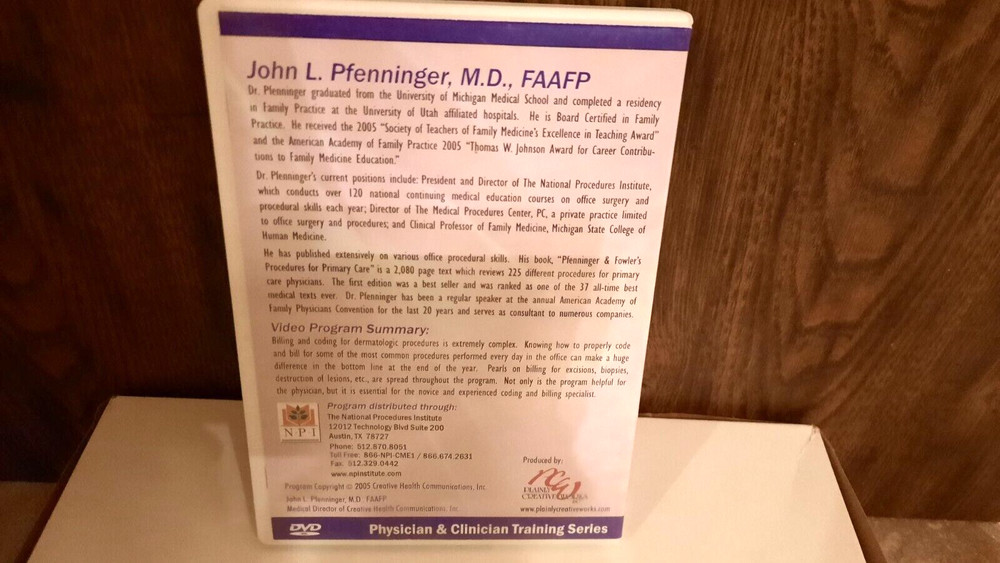 John L. Pfenninger, M.D., FAAFP
Dr. Pfenninger graduated from the University of Michigan Medical School and completed a residency
in Family Practice at the University of Utah affiliated hospitals. He is Board Certified in Family
Practice. He received the 2005 "Society of Teachers of Family Medicine's Excellence in Teaching Award"
and the American Academy of Family Practice 2005 "Thomas W. Johnson Award for Career Contribu-
tions to Family Medicine Education."
Dr. Pfenninger's current positions include: President and Director of The National Procedures Institute,
which conducts over 120 national continuing medical education courses on office surgery and
procedural skills each year; Director of The Medical Procedures Center, PC, a private practice limited
to office surgery and procedures; and Clinical Professor of Family Medicine, Michigan State College of
Human Medicine.
He has published extensively on various office procedural skills. His book, "Pfenninger & Fowler's
Procedures for Primary Care" is a 2,080 page text which reviews 225 different procedures for primary
care physicians. The first edition was a best seller and was ranked as one of the 37 all-time best
medical texts ever. Dr. Pfenninger has been a regular speaker at the annual American Academy of
Family Physicians Convention for the last 20 years and serves as consultant to numerous companies.
Video Program Summary:
Billing and coding for dermatologic procedures is extremely complex. Knowing how to properly code
and bill for some of the most common procedures performed every day in the office can make a huge
difference in the bottom line at the end of the year. Pearls on billing for excisions, biopsies,
destruction of lesions, etc., are spread throughout the program. Not only is the program helpful for
the physician, but it is essential for the novice and experienced coding and billing specialist.
NPI
Program distributed through:
The National Procedures Institute
12012 Technology Blvd Suite 200
Austin, TX 78727
Phone: 512.870.8051
Toll Free: 866-NPI-CME1 / 866.674.2631
Fax: 512.329.0442
www.npinstitute.com
Produced by:
PLAINLY
CREATIVE WORKS
www.plainlycreativeworks.com
Program Copyright © 2005 Creative Health Communications, Inc.
John L. Pfenninger, M.D. FAAFP
Medical Director of Creative Health Communications, Inc.
DVD
Physician & Clinician Training Series